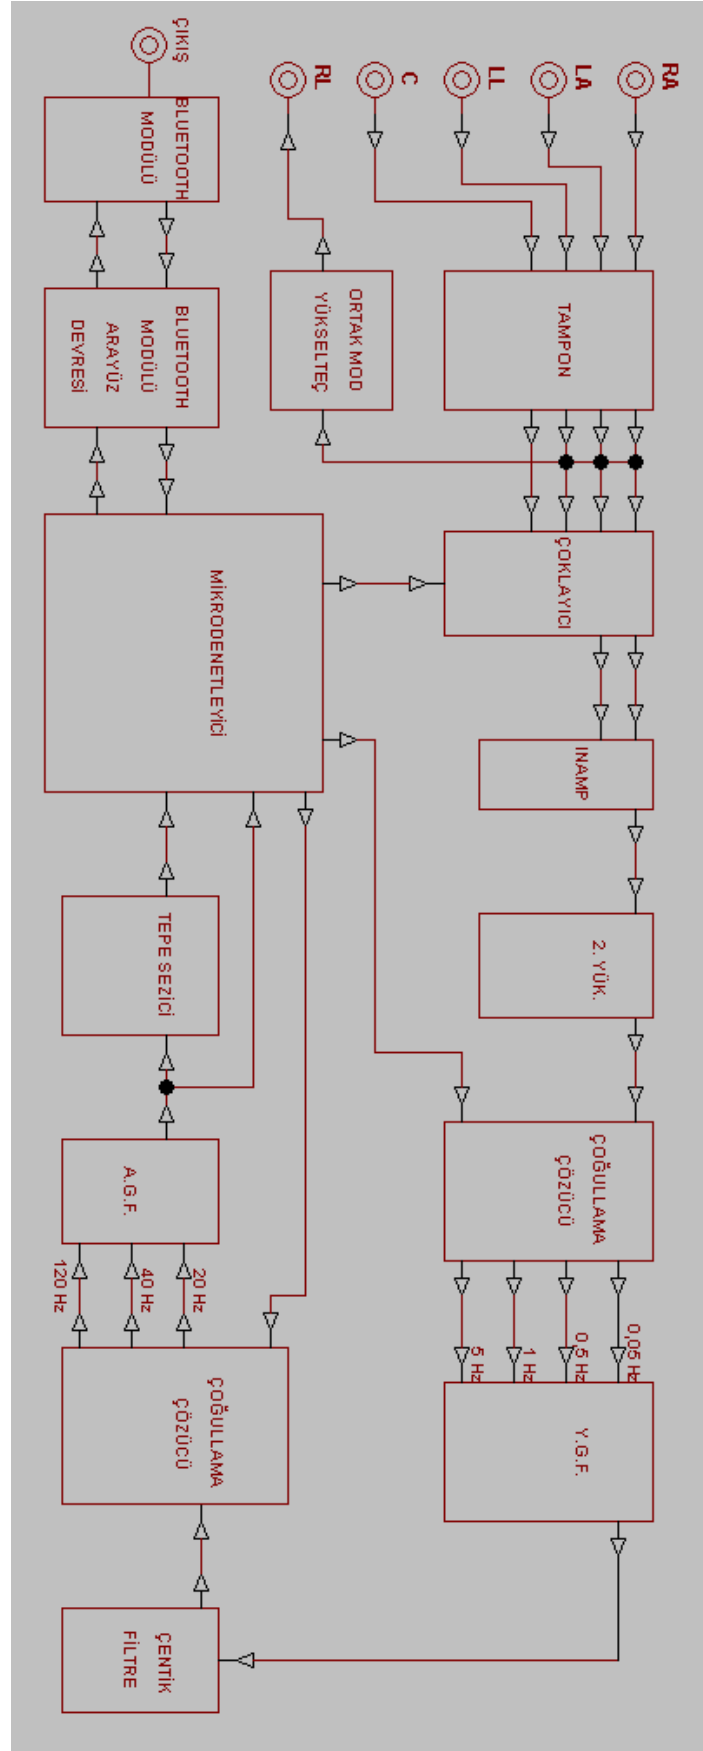 RA
LA
LL
C
RL
ÇIKIŞ
TAMPON
ÇOKLAYICI
INAMP
2. YÜK.
ÇOĞULLAMA
ÇÖZÜCÜ
0,05 Hz
0,5 Hz
1 Hz
5 Hz
Y.G.F.
ORTAK MOD
YÜKSELTEÇ
BLUETOOTH
MODÜLÜ
BLUETOOTH
MODÜLÜ
ARAYÜZ
DEVRESİ
MİKRODENETLEYİCİ
TEPE SEZİCİ
A.G.F.
20 Hz
40 Hz
120 Hz
ÇOĞULLAMA
ÇÖZÜCÜ
ÇENTİK
FİLTRE